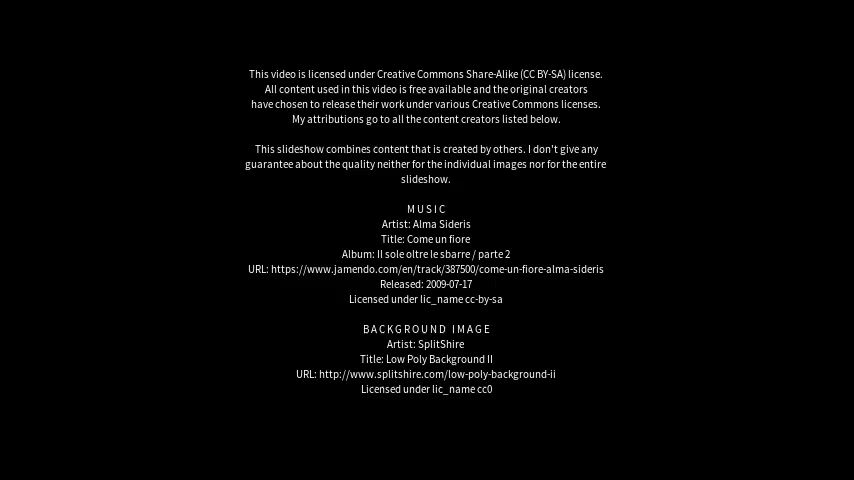 This video is licensed under Creative Commons Share-Alike (CC BY-SA) license.
All content used in this video is free available and the original creators
have chosen to release their work under various Creative Commons licenses.
My attributions go to all the content creators listed below.
This slideshow combines content that is created by others. I don't give any
guarantee about the quality neither for the individual images nor for the entire
slideshow.
MUSIC
Artist: Alma Sideris
Title: Come un fiore
Album: Il sole oltre le sbarre / parte 2
URL: https://www.jamendo.com/en/track/387500/come-un-fiore-alma-sideris
Released: 2009-07-17
Licensed under lic_name cc-by-sa
BACKGROUND IMAGE
Artist: SplitShire
Title: Low Poly Background II
URL: http://www.splitshire.com/low-poly-background-ii
Licensed under lic_name cc0